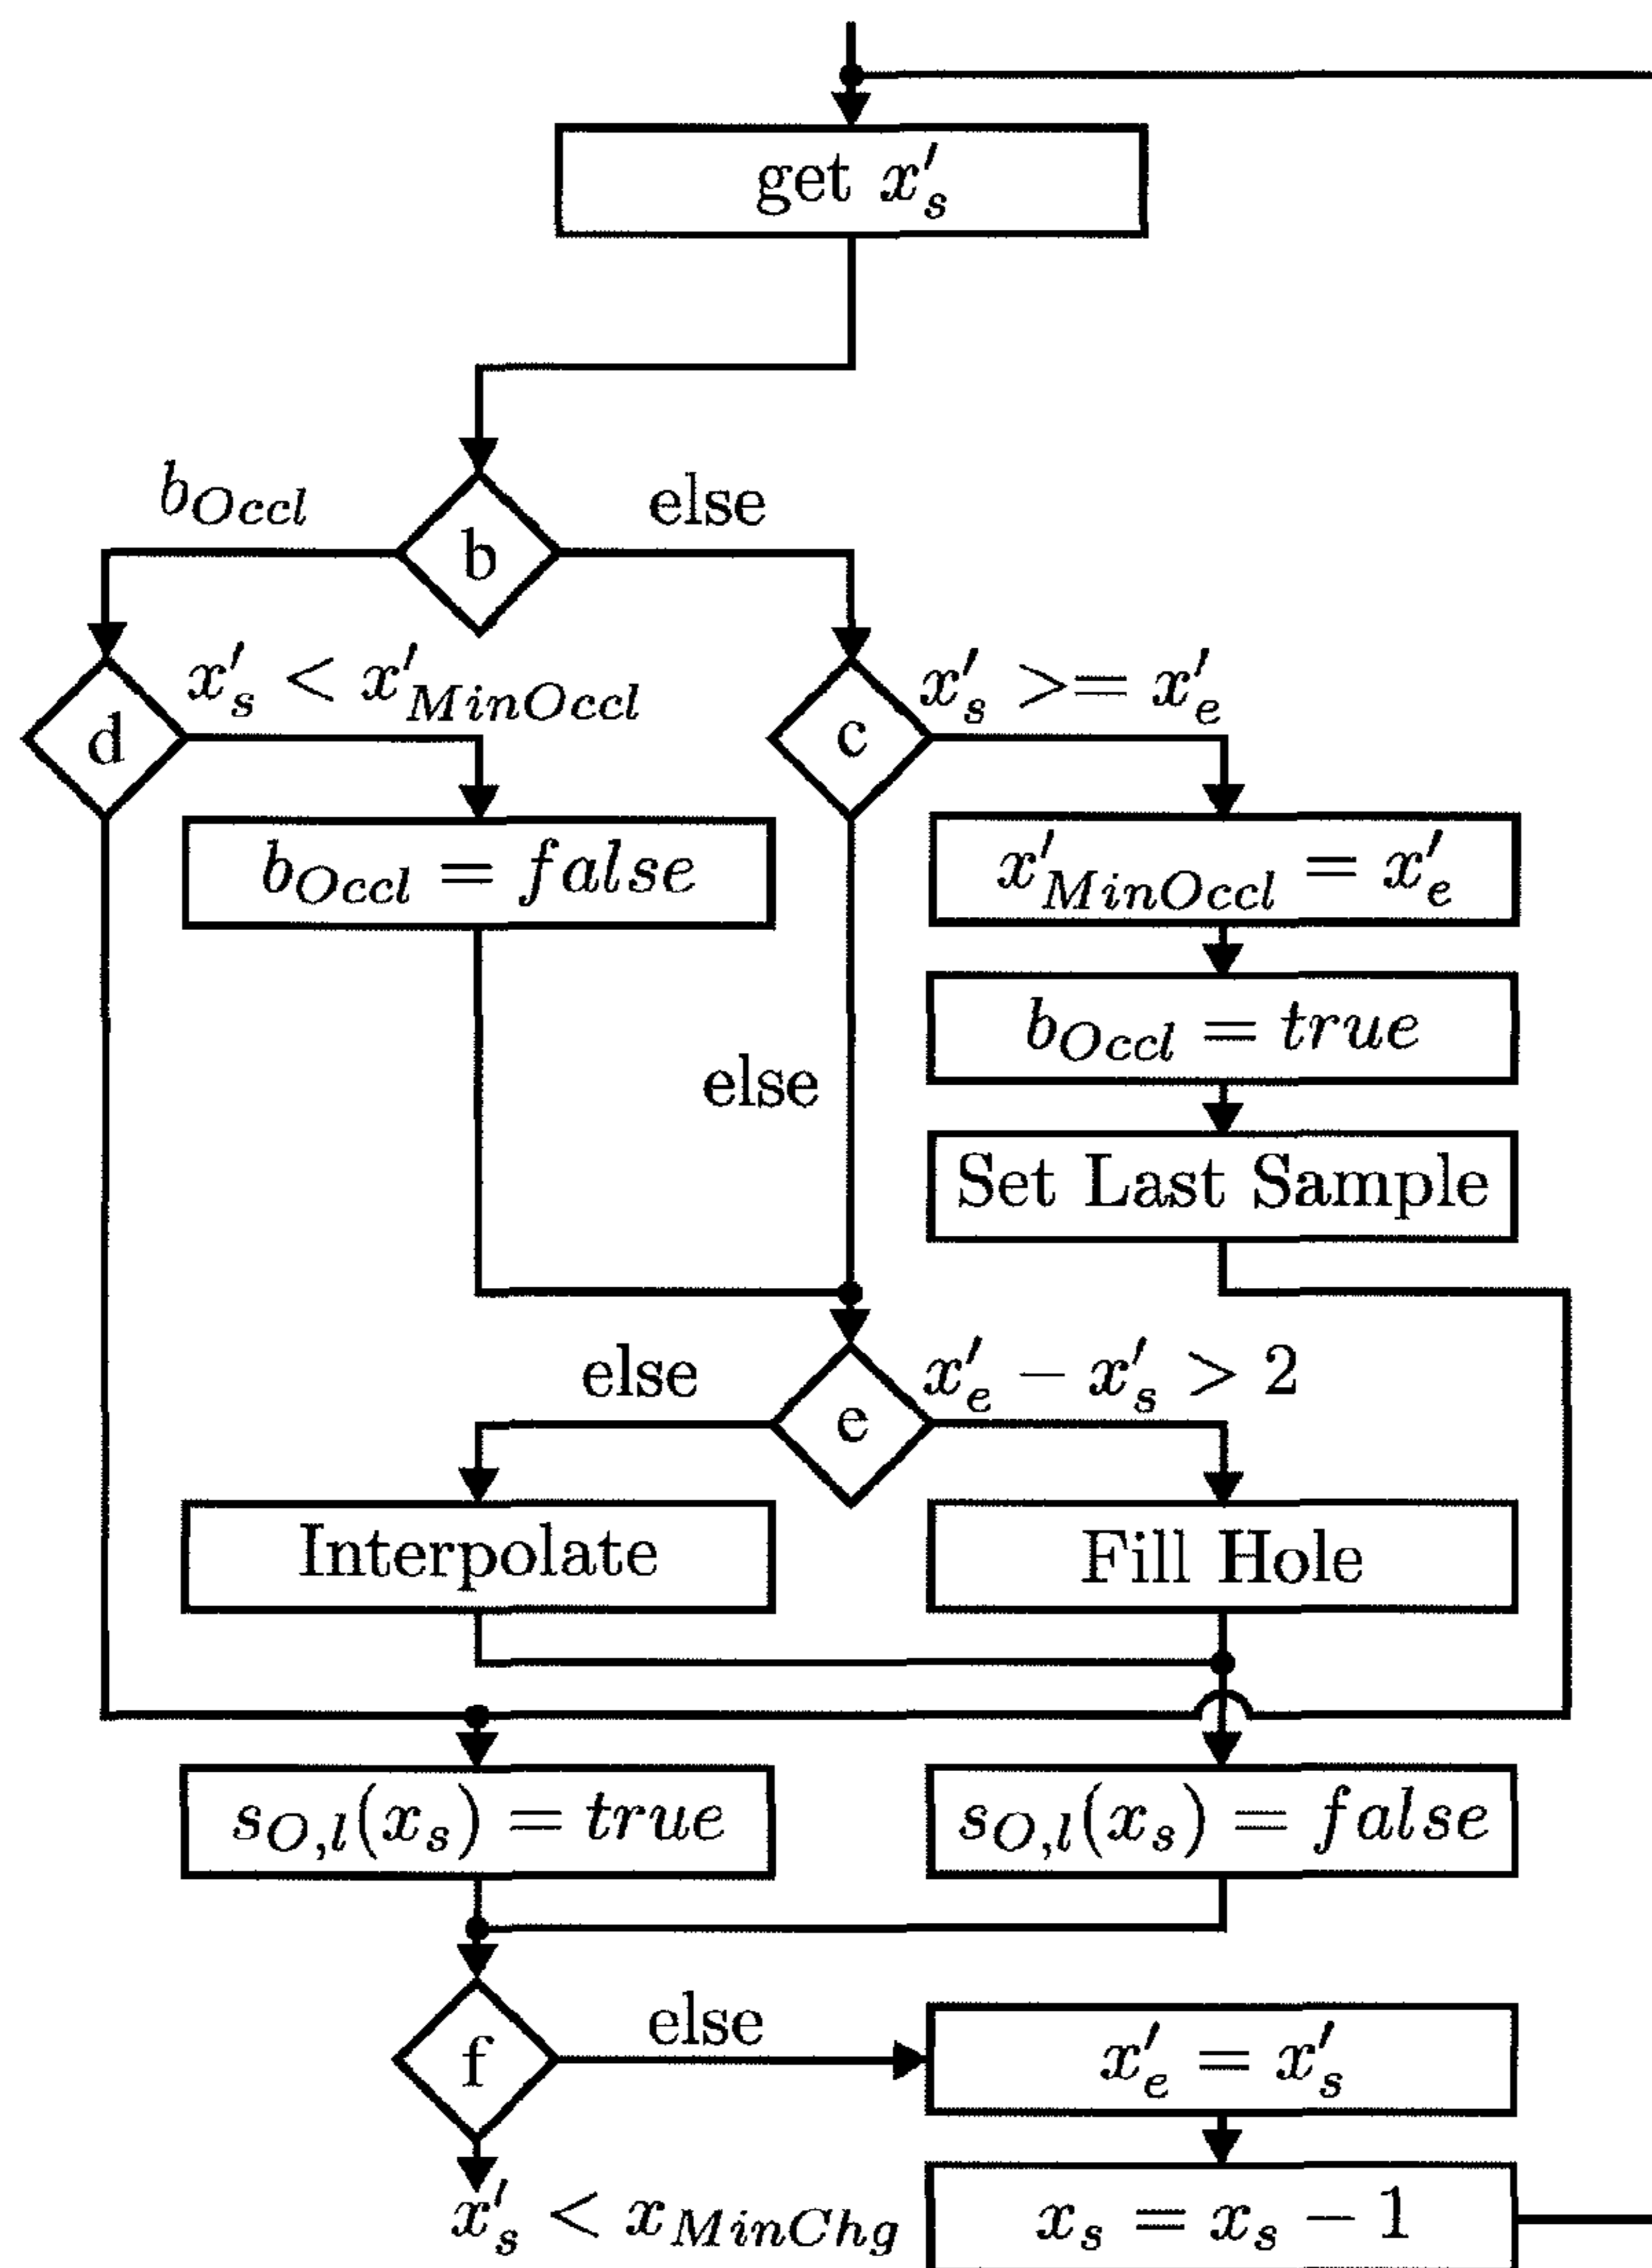 get x′ₛ
b_Occl
else
b
x′_s < x′_MinOccl
x′_s >= x′_e
d
c
b_Occl = false
x′_MinOccl = x′_e
b_Occl = true
else
Set Last Sample
else
x′_e − x′_s > 2
e
Interpolate
Fill Hole
s_O,l(x_s) = true
s_O,l(x_s) = false
else
f
x′_e = x′_s
x′_s < x_MinChg
x_s = x_s − 1